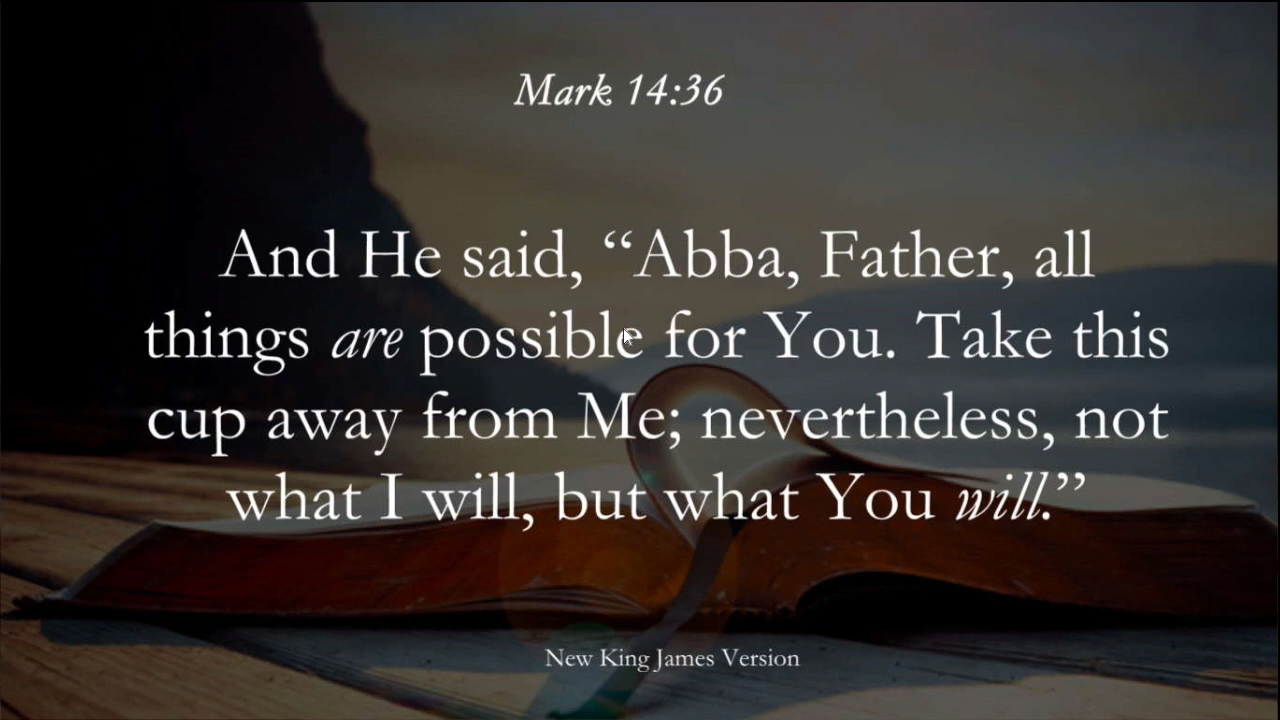 Mark 14:36
And He said, “Abba, Father, all
things are possible for You. Take this
cup away from Me; nevertheless, not
what I will, but what You will.”
New King James Version